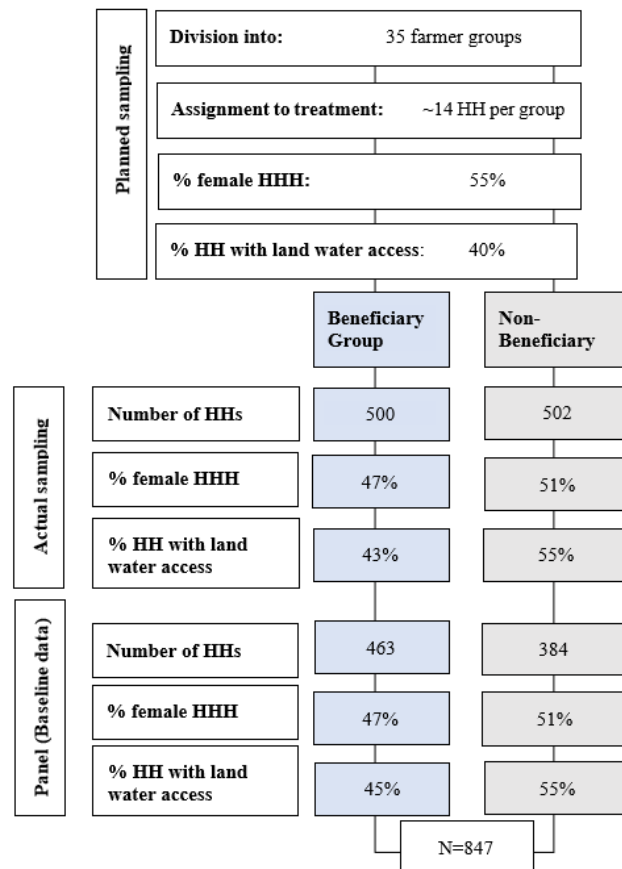 Planned sampling
Division into: 35 farmer groups
Assignment to treatment: ~14 HH per group
% female HHH: 55%
% HH with land water access: 40%
Beneficiary
Group
Non-
Beneficiary
Actual sampling
Number of HHs 500 502
% female HHH 47% 51%
% HH with land
water access 43% 55%
Panel (Baseline data)
Number of HHs 463 384
% female HHH 47% 51%
% HH with land
water access 45% 55%
N=847